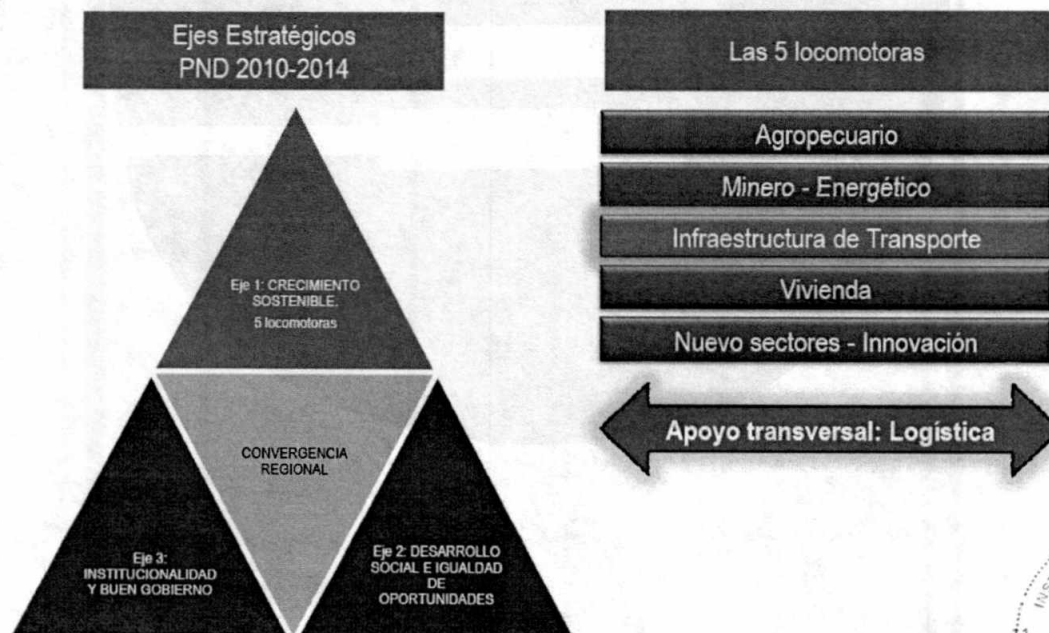 Ejes Estratégicos
PND 2010-2014
Eje 1: CRECIMIENTO
SOSTENIBLE.
5 locomotoras
CONVERGENCIA
REGIONAL
Eje 3:
INSTITUCIONALIDAD
Y BUEN GOBIERNO
Eje 2: DESARROLLO
SOCIAL E IGUALDAD
DE
OPORTUNIDADES
Las 5 locomotoras
Agropecuario
Minero - Energético
Infraestructura de Transporte
Vivienda
Nuevo sectores - Innovación
Apoyo transversal: Logística